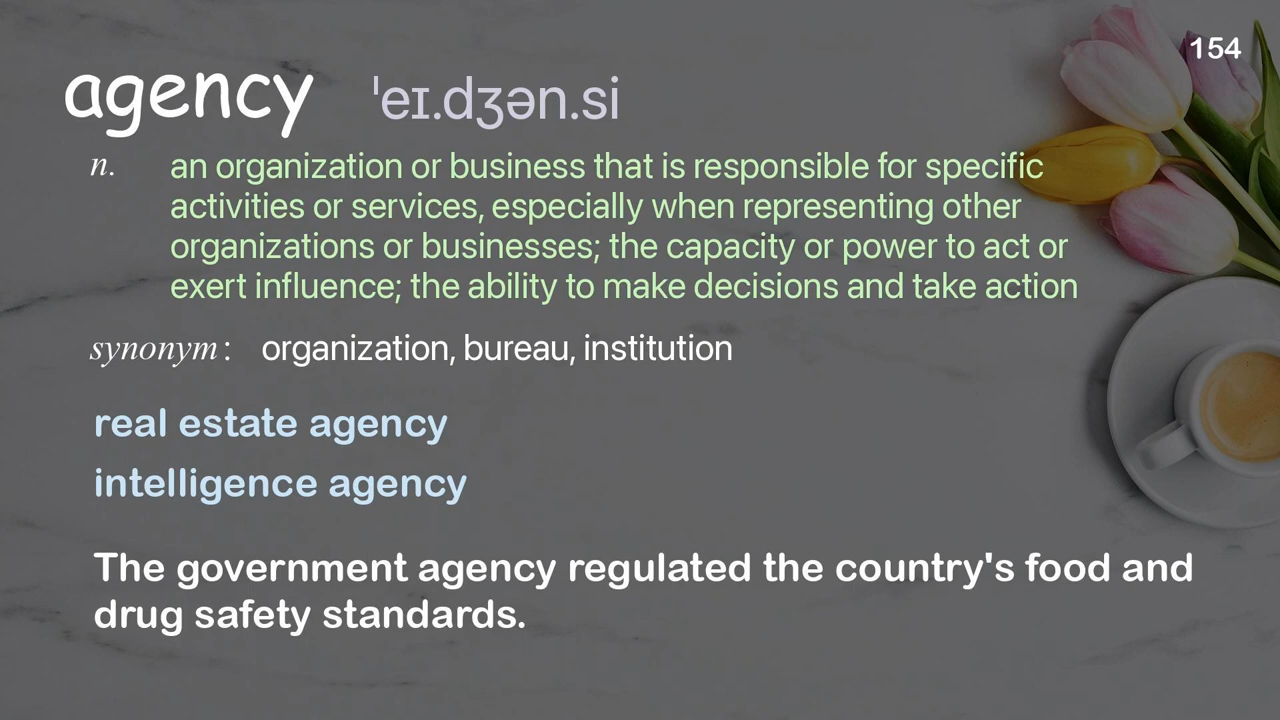 154
agency ˈeɪ.dʒən.si
n. an organization or business that is responsible for specific
activities or services, especially when representing other
organizations or businesses; the capacity or power to act or
exert influence; the ability to make decisions and take action
synonym: organization, bureau, institution
real estate agency
intelligence agency
The government agency regulated the country's food and
drug safety standards.